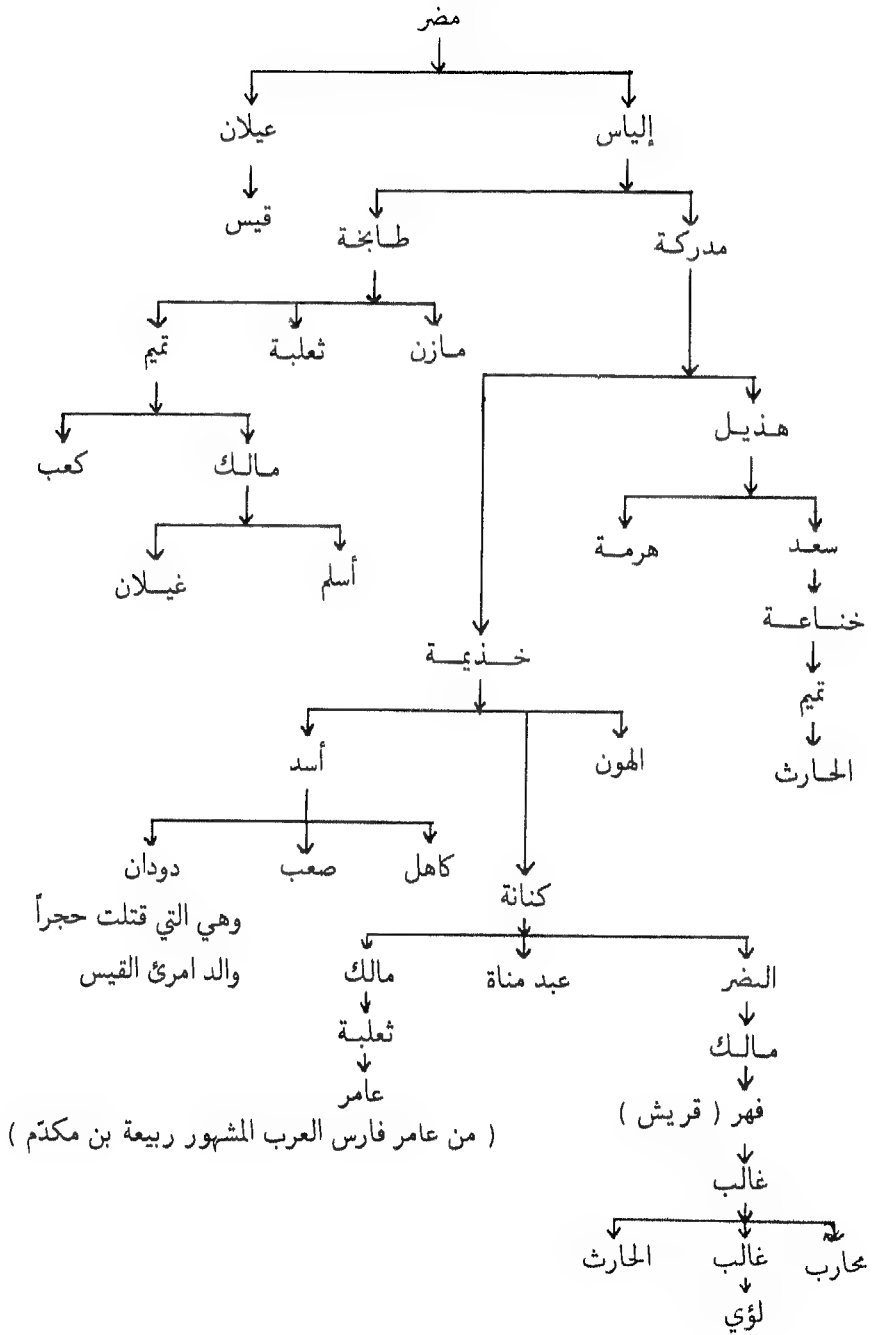 مضر
إلياس
عيلان
قيس
مدركة
طابخة
مازن
ثعلبة
تميم
هذيل
مالك
كعب
سعد
هرمة
أسلم
غيلان
خناعة
خذيمة
تميم
الهون
أسد
الحارث
كاهل
صعب
دودان
كنانة
وهي التي قتلت حجراً
والد امرئ القيس
النضر
عبد مناة
مالك
ثعلبة
مالك
عامر
فهر ( قريش )
( من عامر فارس العرب المشهور ربيعة بن مكدّم )
غالب
محارب
غالب
الحارث
لؤي